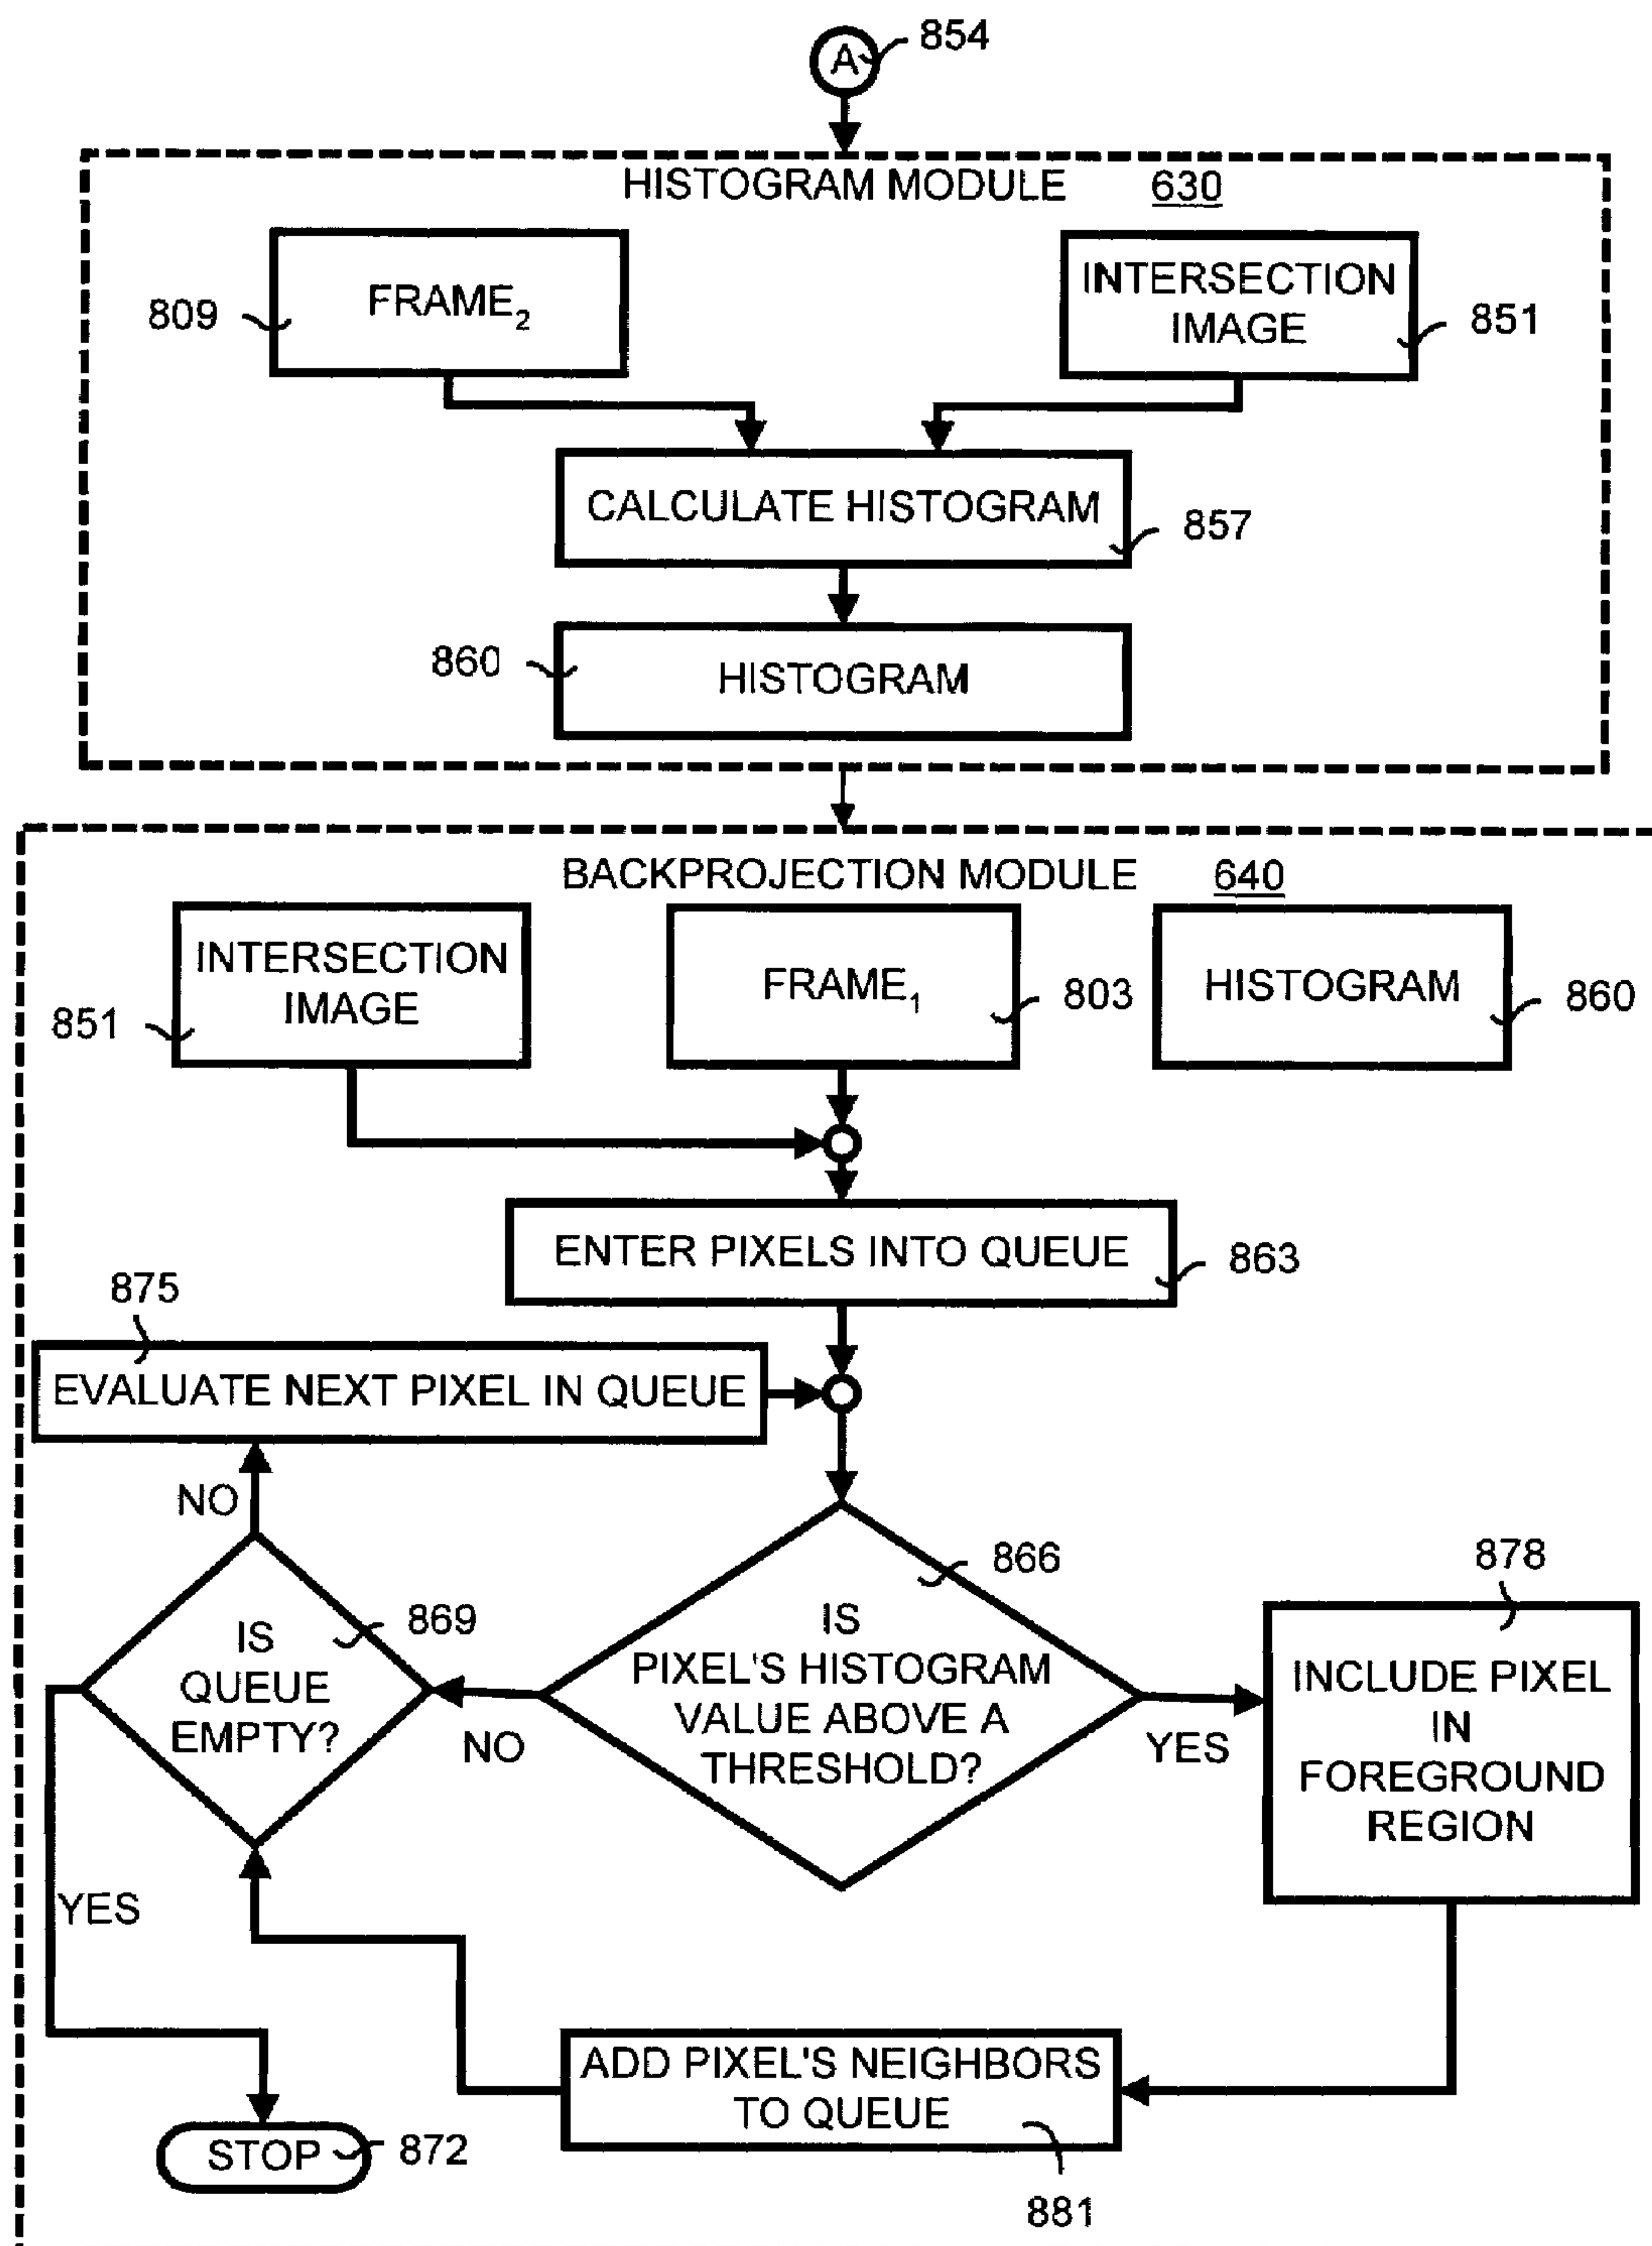 A 854
HISTOGRAM MODULE 630
FRAME₂
809
INTERSECTION
IMAGE
851
CALCULATE HISTOGRAM
857
860
HISTOGRAM
BACKPROJECTION MODULE 640
INTERSECTION
IMAGE
851
FRAME₁
803
HISTOGRAM
860
ENTER PIXELS INTO QUEUE
863
875
EVALUATE NEXT PIXEL IN QUEUE
NO
869
IS
QUEUE
EMPTY?
NO
866
IS
PIXEL'S HISTOGRAM
VALUE ABOVE A
THRESHOLD?
YES
878
INCLUDE PIXEL
IN
FOREGROUND
REGION
YES
ADD PIXEL'S NEIGHBORS
TO QUEUE
881
STOP
872